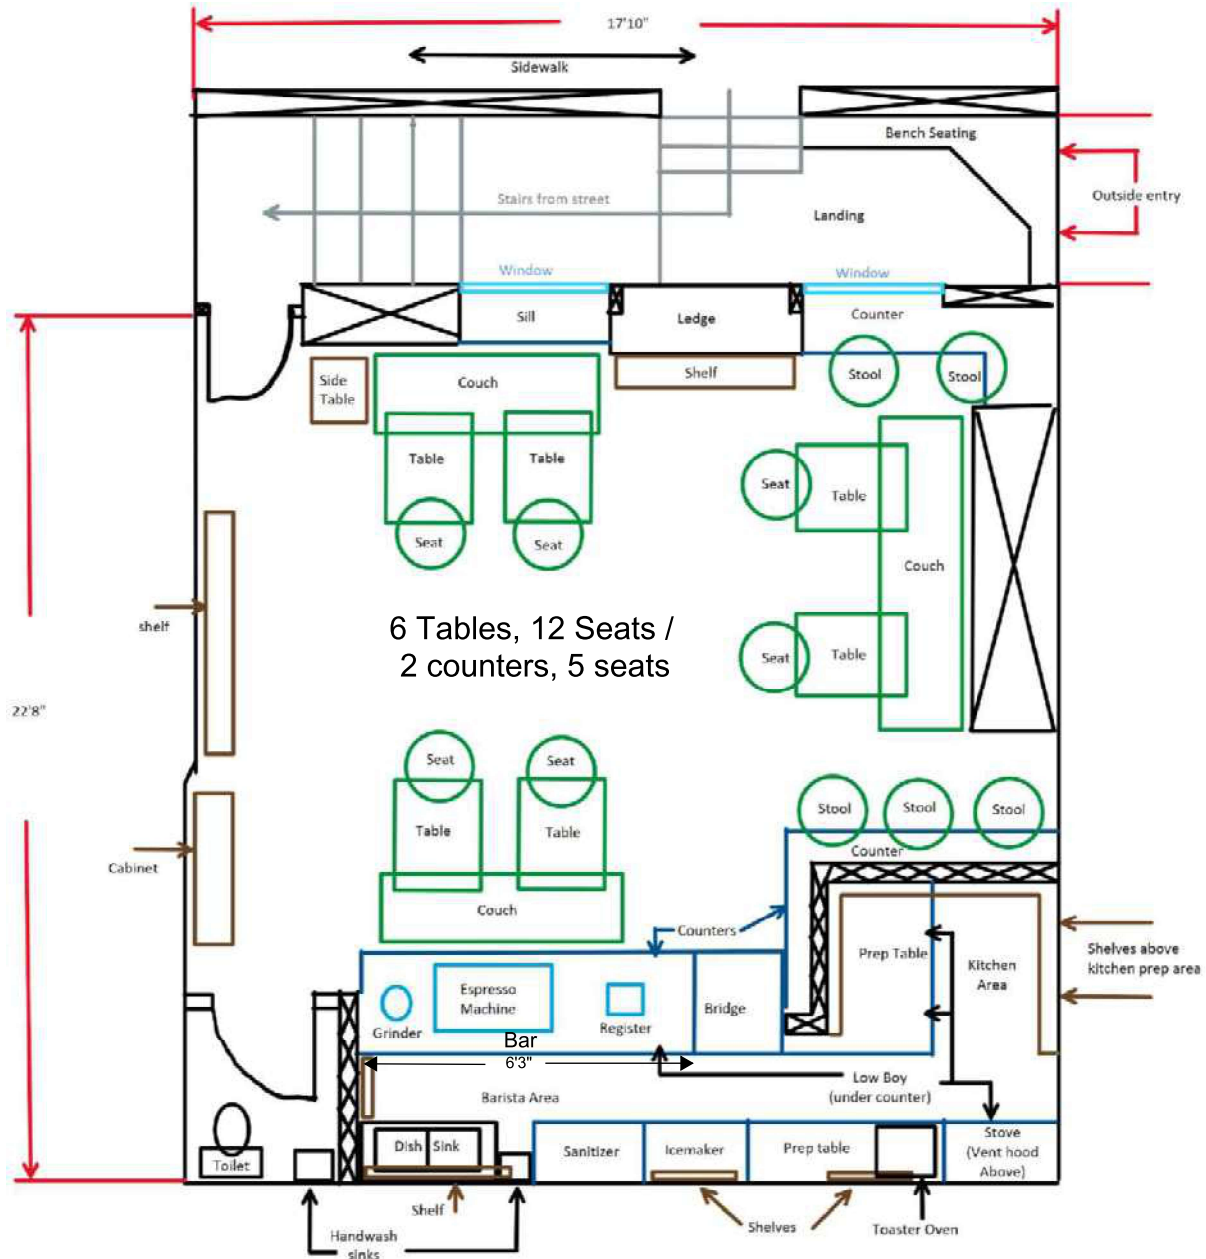 17'10"
Sidewalk
Bench Seating
Outside entry
Stairs from street
Landing
Window
Window
Sill
Ledge
Counter
Side
Table
Couch
Shelf
Stool
Stool
Table
Table
Seat
Table
Seat
Seat
Couch
shelf
6 Tables, 12 Seats /
2 counters, 5 seats
Seat
Table
22'8"
Seat
Seat
Stool
Stool
Stool
Table
Table
Counter
Cabinet
Couch
Counters
Prep Table
Kitchen
Area
Shelves above
kitchen prep area
Espresso
Machine
Grinder
Register
Bridge
Bar
6'3"
Barista Area
Low Boy
(under counter)
Dish
Sink
Sanitizer
Icemaker
Prep table
Stove
(Vent hood
Above)
Toilet
Shelf
Handwash
sinks
Shelves
Toaster Oven